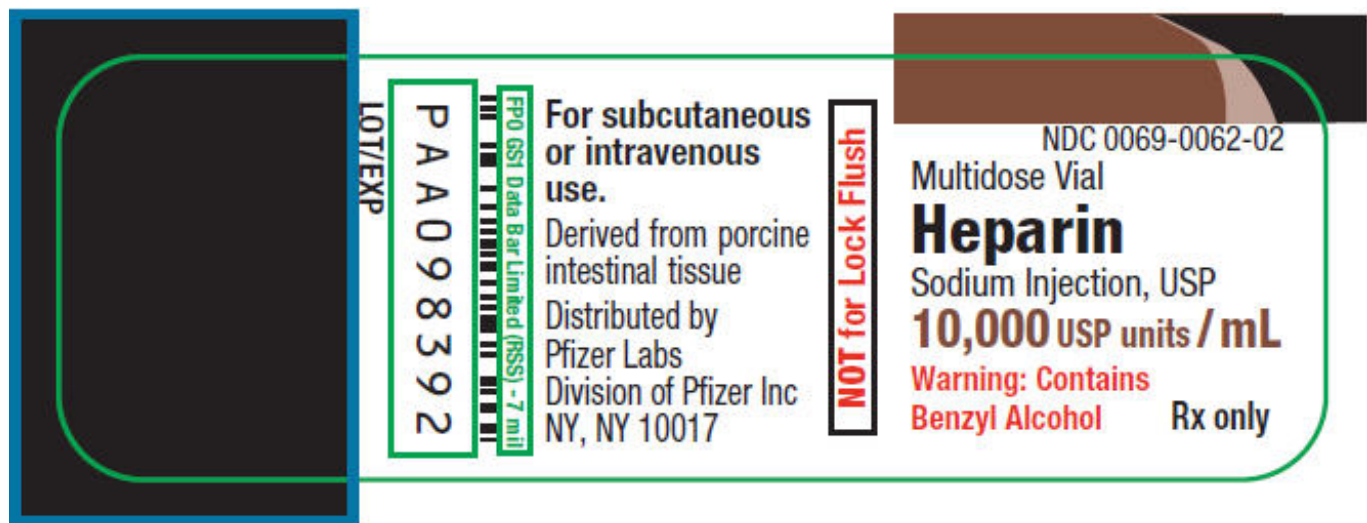 LOT/EXP
PAA098392
FPO GS1 Data Bar Limited (RSS) - 7 mil
For subcutaneous
or intravenous
use.
Derived from porcine
intestinal tissue
Distributed by
Pfizer Labs
Division of Pfizer Inc
NY, NY 10017
NOT for Lock Flush
NDC 0069-0062-02
Multidose Vial
Heparin
Sodium Injection, USP
10,000 USP units / mL
Warning: Contains
Benzyl Alcohol Rx only